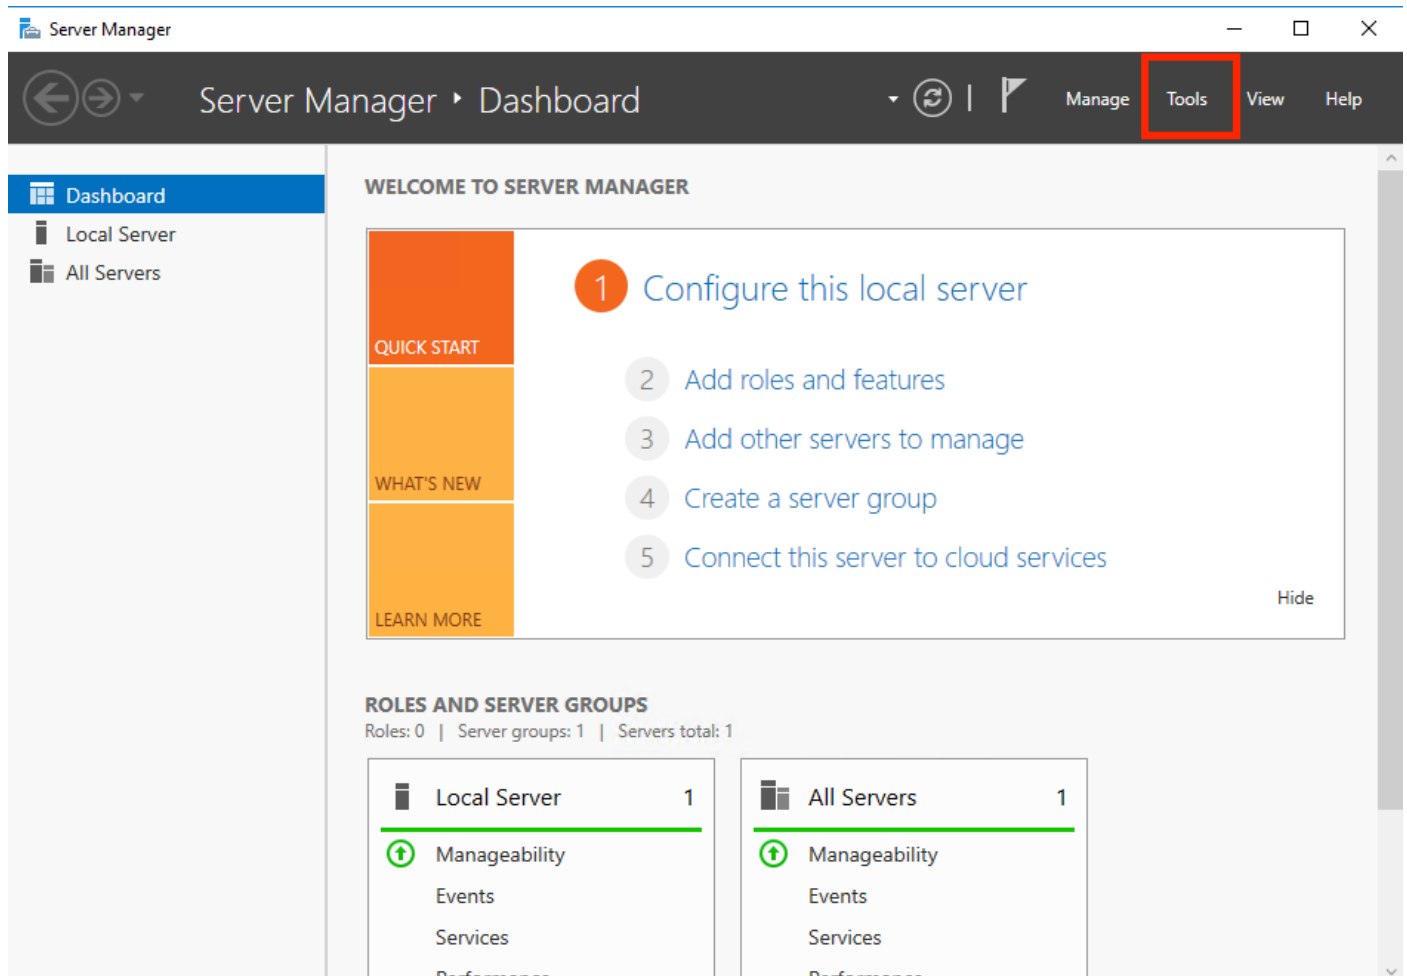 Server Manager
Server Manager ‣ Dashboard
Manage Tools View Help
Dashboard
Local Server
All Servers
WELCOME TO SERVER MANAGER
QUICK START
WHAT'S NEW
LEARN MORE
1 Configure this local server
2 Add roles and features
3 Add other servers to manage
4 Create a server group
5 Connect this server to cloud services
Hide
ROLES AND SERVER GROUPS
Roles: 0 | Server groups: 1 | Servers total: 1
Local Server 1
Manageability
Events
Services
Performance
All Servers 1
Manageability
Events
Services
Performance